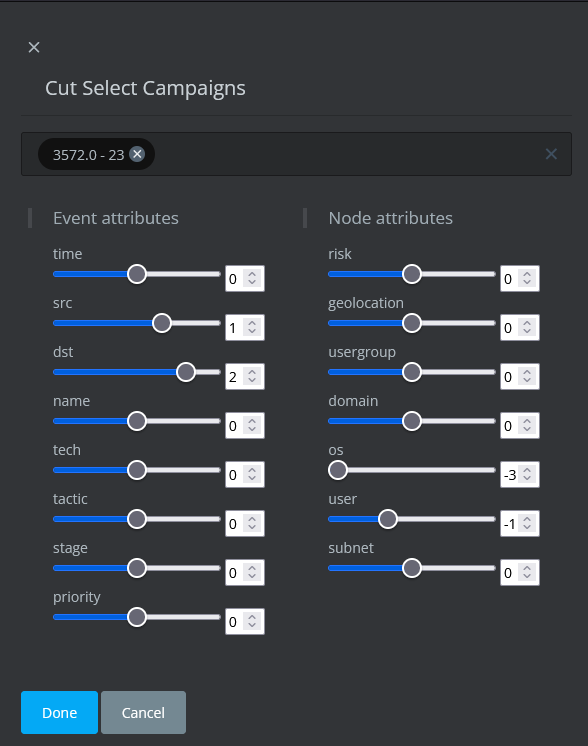 Cut Select Campaigns
3572.0 - 23
Event attributes
time
0
src
1
dst
2
name
0
tech
0
tactic
0
stage
0
priority
0
Node attributes
risk
0
geolocation
0
usergroup
0
domain
0
os
-3
user
-1
subnet
0
Done
Cancel